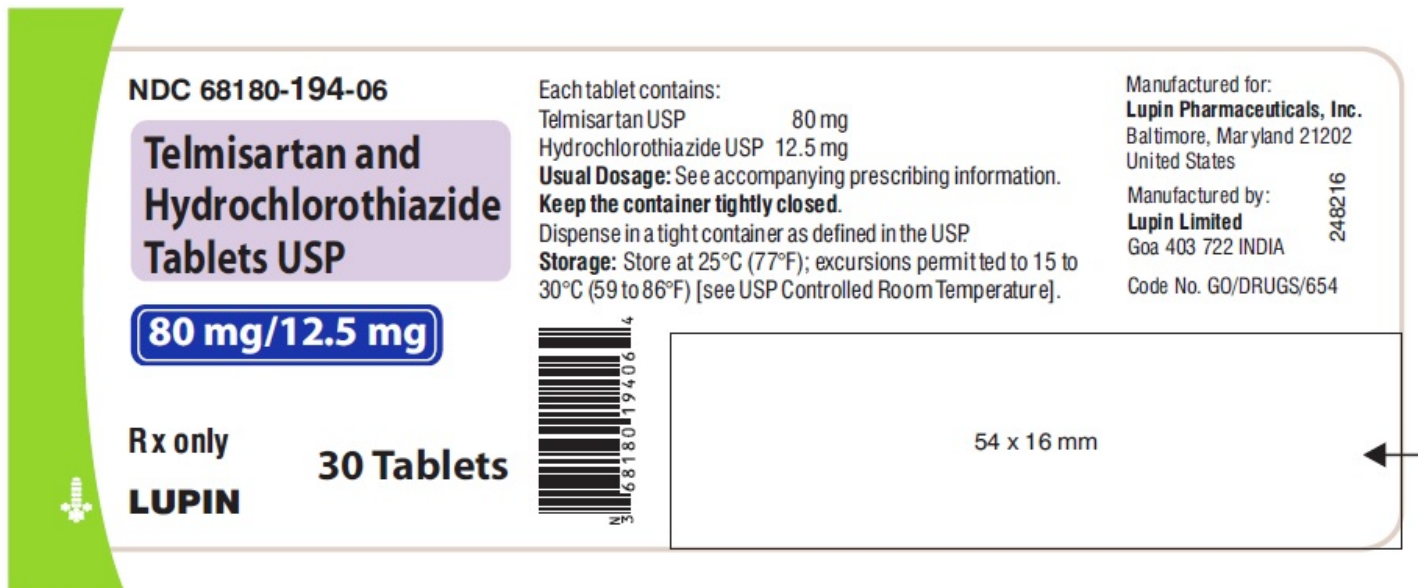 NDC 68180-194-06
Telmisartan and
Hydrochlorothiazide
Tablets USP
80 mg/12.5 mg
Rx only
30 Tablets
LUPIN
Each tablet contains:
Telmisartan USP 80 mg
Hydrochlorothiazide USP 12.5 mg
Usual Dosage: See accompanying prescribing information.
Keep the container tightly closed.
Dispense in a tight container as defined in the USP.
Storage: Store at 25°C (77°F); excursions permitted to 15 to
30°C (59 to 86°F) [see USP Controlled Room Temperature].
N
3 68180 19406 4
Manufactured for:
Lupin Pharmaceuticals, Inc.
Baltimore, Maryland 21202
United States
Manufactured by:
Lupin Limited
Goa 403 722 INDIA
Code No. GO/DRUGS/654
248216
54 x 16 mm